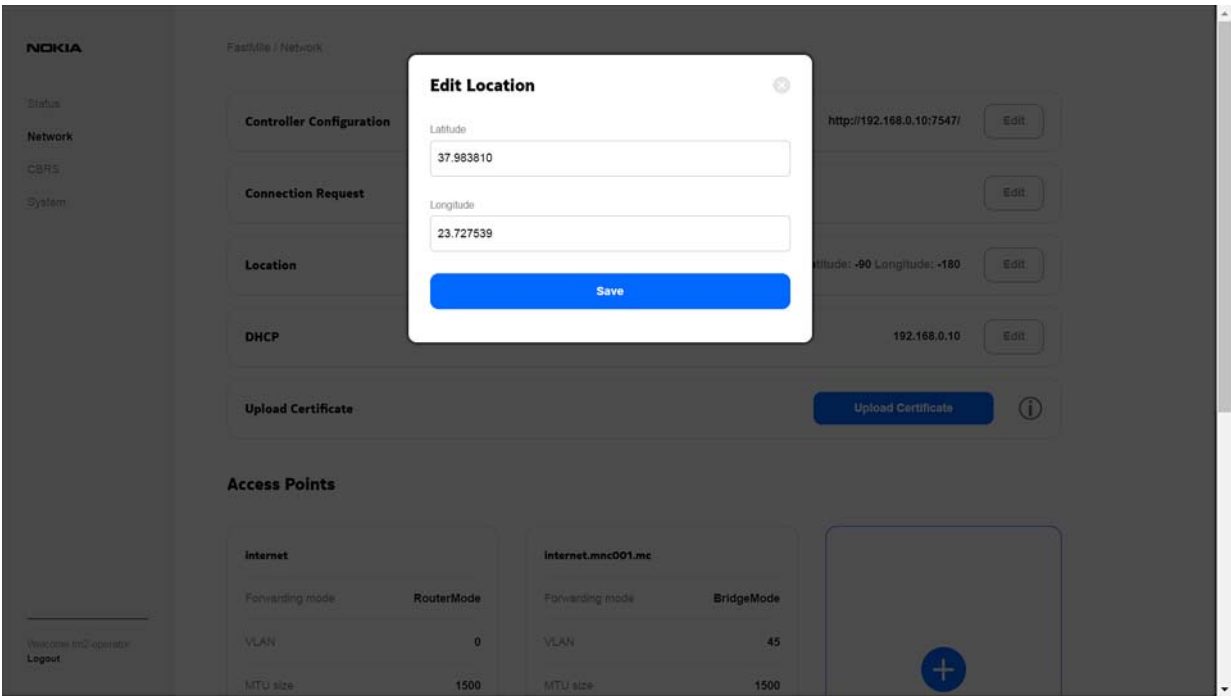 NOKIA
FastMile / Network
Status
Network
CBRS
System
Edit Location
Latitude
37.983810
Longitude
23.727539
Save
Controller Configuration
http://192.168.0.10:7547/
Edit
Connection Request
Edit
Location
Latitude: -90 Longitude: -180
Edit
DHCP
192.168.0.10
Edit
Upload Certificate
Upload Certificate
Access Points
internet
Forwarding mode RouterMode
VLAN 0
MTU size 1500
internet.mnc001.mc
Forwarding mode BridgeMode
VLAN 45
MTU size 1500
Welcome
Logout